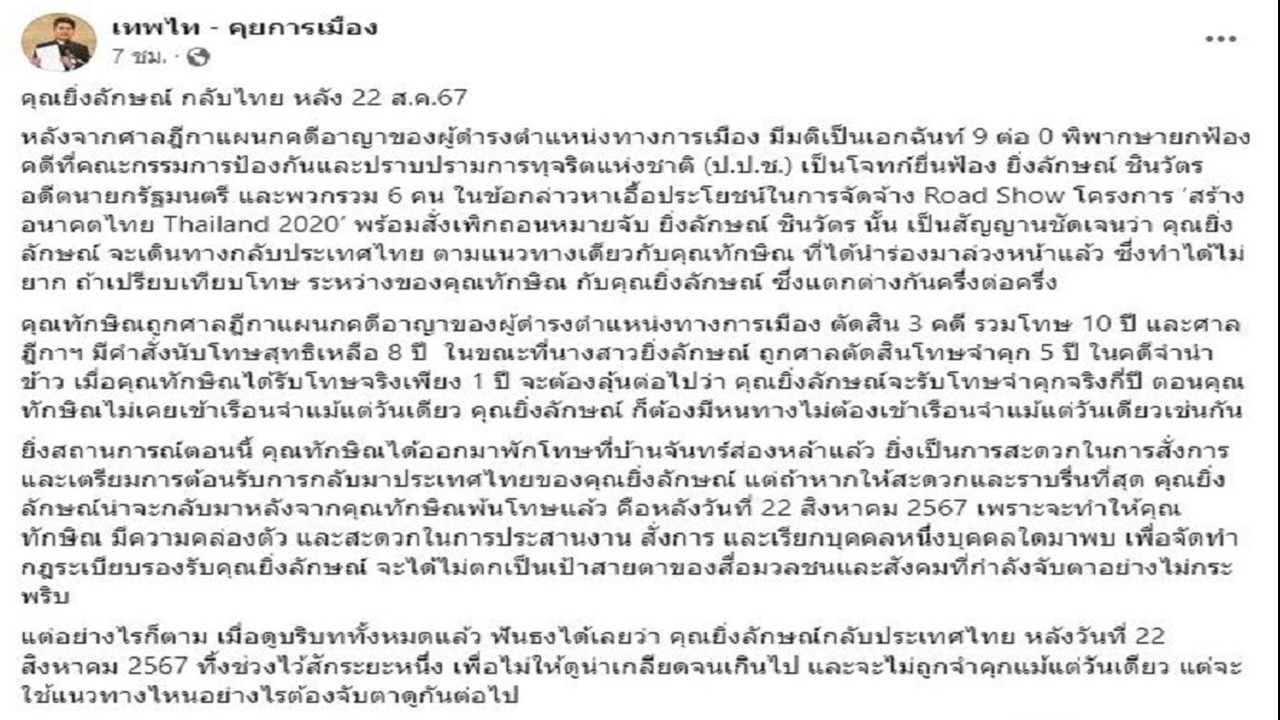 เทพไท - คุยการเมือง
7 ชม. ·
คุณยิ่งลักษณ์ กลับไทย หลัง 22 ส.ค.67
หลังจากศาลฎีกาแผนกคดีอาญาของผู้ดำรงตำแหน่งทางการเมือง มีมติเป็นเอกฉันท์ 9 ต่อ 0 พิพากษายกฟ้อง
คดีที่คณะกรรมการป้องกันและปราบปรามการทุจริตแห่งชาติ (ป.ป.ช.) เป็นโจทก์ยื่นฟ้อง ยิ่งลักษณ์ ชินวัตร
อดีตนายกรัฐมนตรี และพวกรวม 6 คน ในข้อกล่าวหาเอื้อประโยชน์ในการจัดจ้าง Road Show โครงการ ‘สร้าง
อนาคตไทย Thailand 2020’ พร้อมสั่งเพิกถอนหมายจับ ยิ่งลักษณ์ ชินวัตร นั้น เป็นสัญญานชัดเจนว่า คุณยิ่ง
ลักษณ์ จะเดินทางกลับประเทศไทย ตามแนวทางเดียวกับคุณทักษิณ ที่ได้นำร่องมาล่วงหน้าแล้ว ซึ่งทำได้ไม่
ยาก ถ้าเปรียบเทียบโทษ ระหว่างของคุณทักษิณ กับคุณยิ่งลักษณ์ ซึ่งแตกต่างกันครึ่งต่อครึ่ง
คุณทักษิณถูกศาลฎีกาแผนกคดีอาญาของผู้ดำรงตำแหน่งทางการเมือง ตัดสิน 3 คดี รวมโทษ 10 ปี และศาล
ฎีกาฯ มีคำสั่งนับโทษสุทธิเหลือ 8 ปี  ในขณะที่นางสาวยิ่งลักษณ์ ถูกศาลตัดสินโทษจำคุก 5 ปี ในคดีจำนำ
ข้าว เมื่อคุณทักษิณได้รับโทษจริงเพียง 1 ปี จะต้องลุ้นต่อไปว่า คุณยิ่งลักษณ์จะรับโทษจำคุกจริงกี่ปี ตอนคุณ
ทักษิณไม่เคยเข้าเรือนจำแม้แต่วันเดียว คุณยิ่งลักษณ์ ก็ต้องมีหนทางไม่ต้องเข้าเรือนจำแม้แต่วันเดียวเช่นกัน
ยิ่งสถานการณ์ตอนนี้ คุณทักษิณได้ออกมาพักโทษที่บ้านจันทร์ส่องหล้าแล้ว ยิ่งเป็นการสะดวกในการสั่งการ
และเตรียมการต้อนรับการกลับมาประเทศไทยของคุณยิ่งลักษณ์ แต่ถ้าหากให้สะดวกและราบรื่นที่สุด คุณยิ่ง
ลักษณ์น่าจะกลับมาหลังจากคุณทักษิณพ้นโทษแล้ว คือหลังวันที่ 22 สิงหาคม 2567 เพราะจะทำให้คุณ
ทักษิณ มีความคล่องตัว และสะดวกในการประสานงาน สั่งการ และเรียกบุคคลหนึ่งบุคคลใดมาพบ เพื่อจัดทำ
กฎระเบียบรองรับคุณยิ่งลักษณ์ จะได้ไม่ตกเป็นเป้าสายตาของสื่อมวลชนและสังคมที่กำลังจับตาอย่างไม่กระ
พริบ
แต่อย่างไรก็ตาม เมื่อดูบริบททั้งหมดแล้ว ฟันธงได้เลยว่า คุณยิ่งลักษณ์กลับประเทศไทย หลังวันที่ 22
สิงหาคม 2567 ทิ้งช่วงไว้สักระยะหนึ่ง เพื่อไม่ให้ดูน่าเกลียดจนเกินไป และจะไม่ถูกจำคุกแม้แต่วันเดียว แต่จะ
ใช้แนวทางไหนอย่างไรต้องจับตาดูกันต่อไป